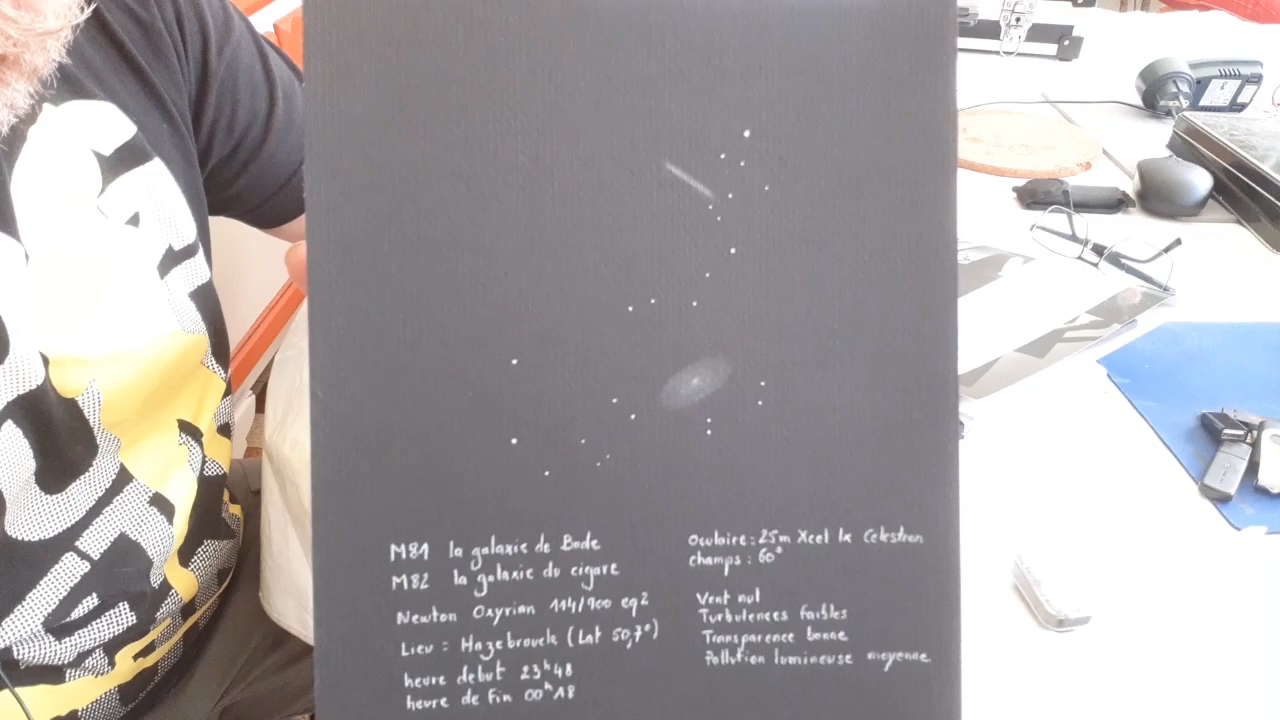 M81 la galaxie de Bode
M82 la galaxie du cigare
Newton Oxyrian 114/900 eq2
Lieu : Hazebrouck (Lat 50,7°)
heure debut 23h48
heure de fin 00h18
Oculaire : 25m Xcel lx Celestron
champs : 60°
Vent nul
Turbulences faibles
Transparence bonne
Pollution lumineuse moyenne